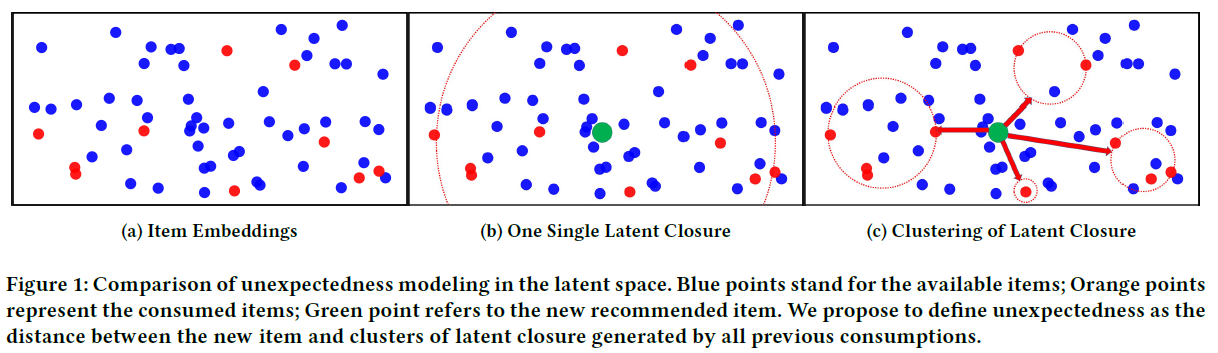 (a) Item Embeddings
(b) One Single Latent Closure
(c) Clustering of Latent Closure
Figure 1: Comparison of unexpectedness modeling in the latent space. Blue points stand for the available items; Orange points
represent the consumed items; Green point refers to the new recommended item. We propose to define unexpectedness as the
distance between the new item and clusters of latent closure generated by all previous consumptions.